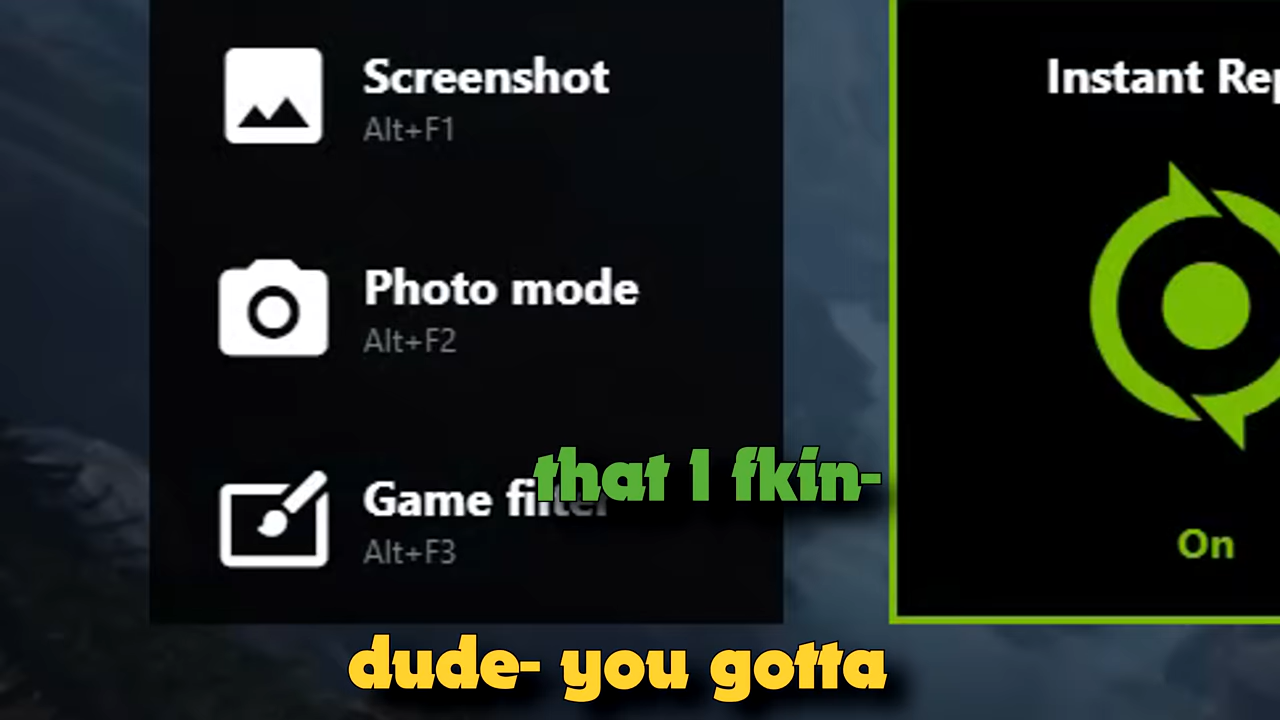 Screenshot
Alt+F1
Photo mode
Alt+F2
Game filter
Alt+F3
Instant Rep
On
that 1 fkin-
dude- you gotta